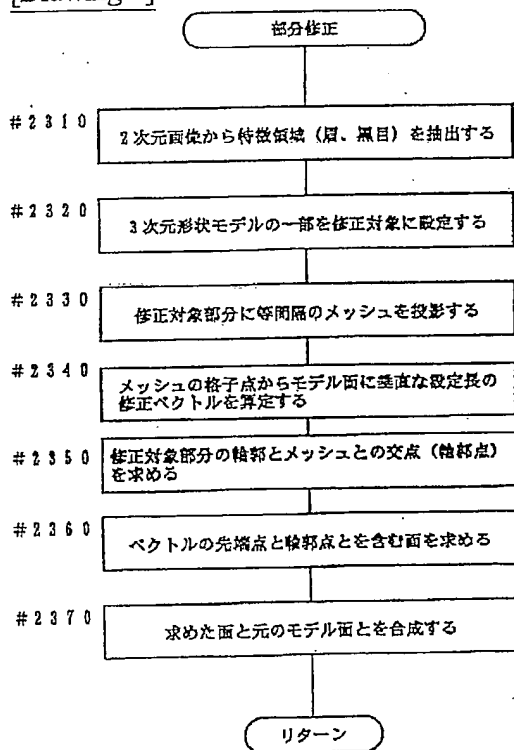 部分修正
#2310
2次元画像から特徴領域（眉、黒目）を抽出する
#2320
3次元形状モデルの一部を修正対象に設定する
#2330
修正対象部分に等間隔のメッシュを投影する
#2340
メッシュの格子点からモデル面に垂直な設定長の
修正ベクトルを算定する
#2350
修正対象部分の輪郭とメッシュとの交点（輪郭点）
を求める
#2360
ベクトルの先端点と輪郭点とを含む面を求める
#2370
求めた面と元のモデル面とを合成する
リターン